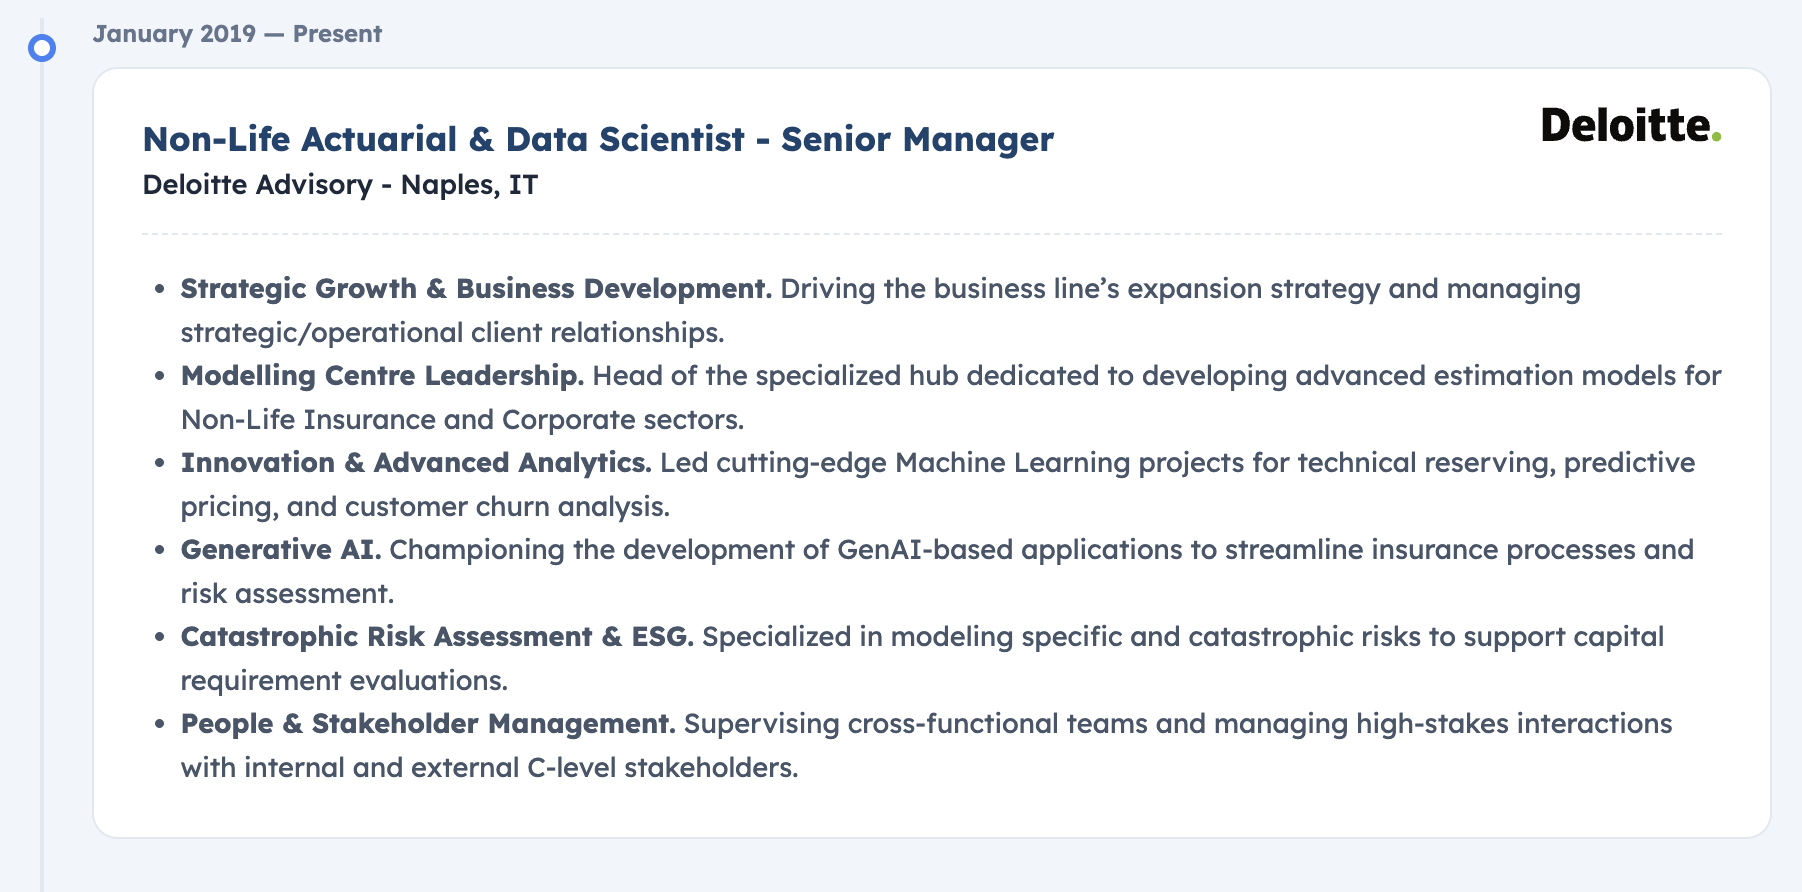 January 2019 — Present
Deloitte.
Non-Life Actuarial & Data Scientist - Senior Manager
Deloitte Advisory - Naples, IT
• Strategic Growth & Business Development. Driving the business line’s expansion strategy and managing
strategic/operational client relationships.
• Modelling Centre Leadership. Head of the specialized hub dedicated to developing advanced estimation models for
Non-Life Insurance and Corporate sectors.
• Innovation & Advanced Analytics. Led cutting-edge Machine Learning projects for technical reserving, predictive
pricing, and customer churn analysis.
• Generative AI. Championing the development of GenAI-based applications to streamline insurance processes and
risk assessment.
• Catastrophic Risk Assessment & ESG. Specialized in modeling specific and catastrophic risks to support capital
requirement evaluations.
• People & Stakeholder Management. Supervising cross-functional teams and managing high-stakes interactions
with internal and external C-level stakeholders.